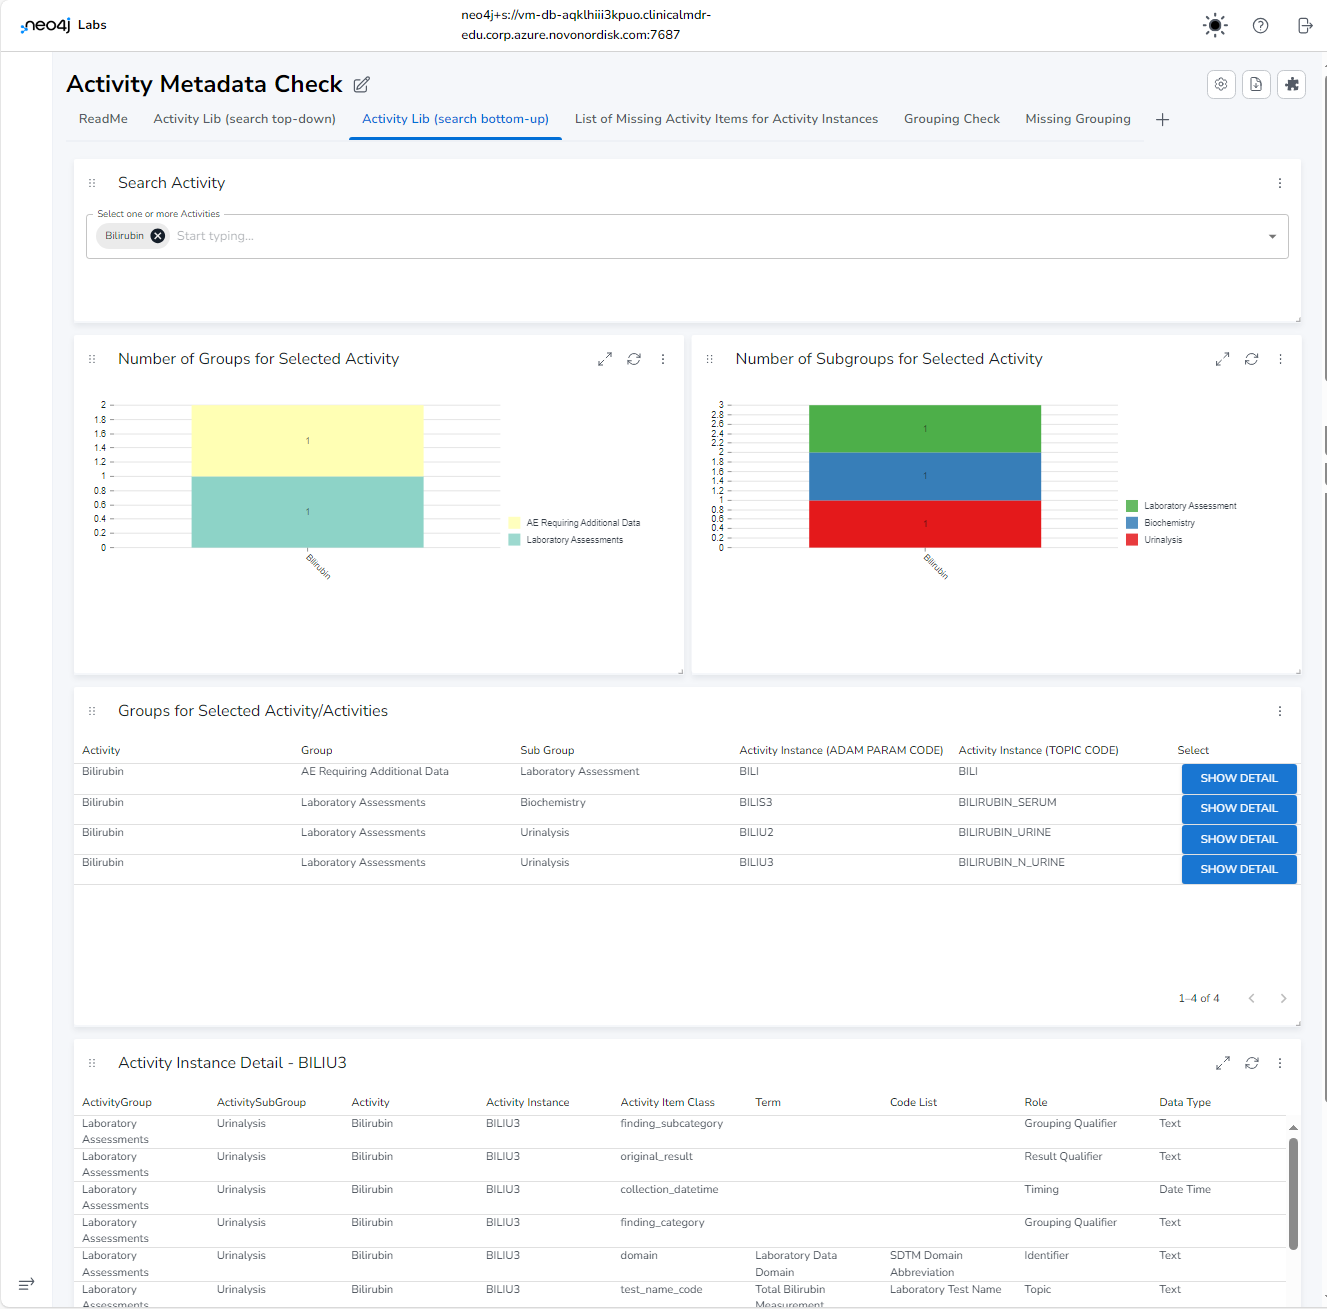 neo4j Labs
neo4j+s://vm-db-aqklhiii3kpuo.clinicalmdr-
edu.corp.azure.novonordisk.com:7687
Activity Metadata Check
ReadMe Activity Lib (search top-down) Activity Lib (search bottom-up) List of Missing Activity Items for Activity Instances Grouping Check Missing Grouping
Search Activity
Select one or more Activities
Bilirubin Start typing...
Number of Groups for Selected Activity
2
1.8
1.6
1.4
1.2
1
0.8
0.6
0.4
0.2
0
1
1
Bilirubin
AE Requiring Additional Data
Laboratory Assessments
Number of Subgroups for Selected Activity
3
2.8
2.6
2.4
2.2
2
1.8
1.6
1.4
1.2
1
0.8
0.6
0.4
0.2
0
1
1
1
Bilirubin
Laboratory Assessment
Biochemistry
Urinalysis
Groups for Selected Activity/Activities
Activity Group Sub Group Activity Instance (ADAM PARAM CODE) Activity Instance (TOPIC CODE) Select
Bilirubin AE Requiring Additional Data Laboratory Assessment BILI BILI SHOW DETAIL
Bilirubin Laboratory Assessments Biochemistry BILIS3 BILIRUBIN_SERUM SHOW DETAIL
Bilirubin Laboratory Assessments Urinalysis BILIU2 BILIRUBIN_URINE SHOW DETAIL
Bilirubin Laboratory Assessments Urinalysis BILIU3 BILIRUBIN_N_URINE SHOW DETAIL
1–4 of 4
Activity Instance Detail - BILIU3
ActivityGroup ActivitySubGroup Activity Activity Instance Activity Item Class Term Code List Role Data Type
Laboratory Urinalysis Bilirubin BILIU3 finding_subcategory Grouping Qualifier Text
Assessments
Laboratory Urinalysis Bilirubin BILIU3 original_result Result Qualifier Text
Assessments
Laboratory Urinalysis Bilirubin BILIU3 collection_datetime Timing Date Time
Assessments
Laboratory Urinalysis Bilirubin BILIU3 finding_category Grouping Qualifier Text
Assessments
Laboratory Urinalysis Bilirubin BILIU3 domain Laboratory Data SDTM Domain Identifier Text
Assessments Domain Abbreviation
Laboratory Urinalysis Bilirubin BILIU3 test_name_code Total Bilirubin Laboratory Test Name Topic Text
Assessments Measurement